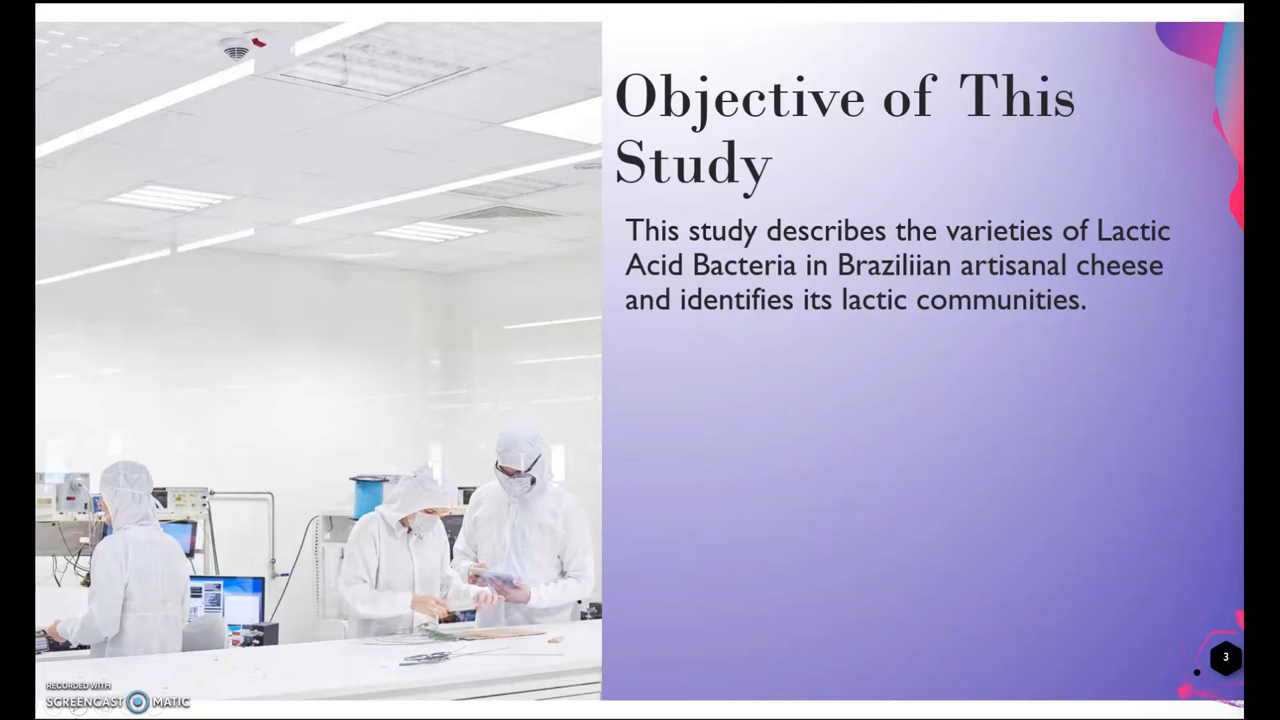 Objective of This
Study
This study describes the varieties of Lactic
Acid Bacteria in Braziliian artisanal cheese
and identifies its lactic communities.
3
RECORDED WITH
SCREENCAST MATIC